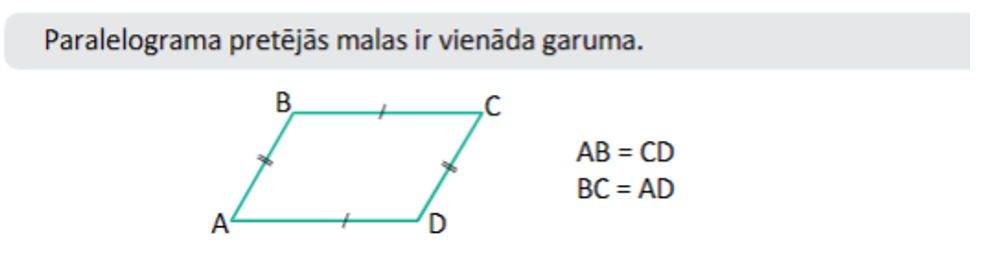 Paralelograma pretējās malas ir vienāda garuma.
B
C
AB = CD
BC = AD
A
D